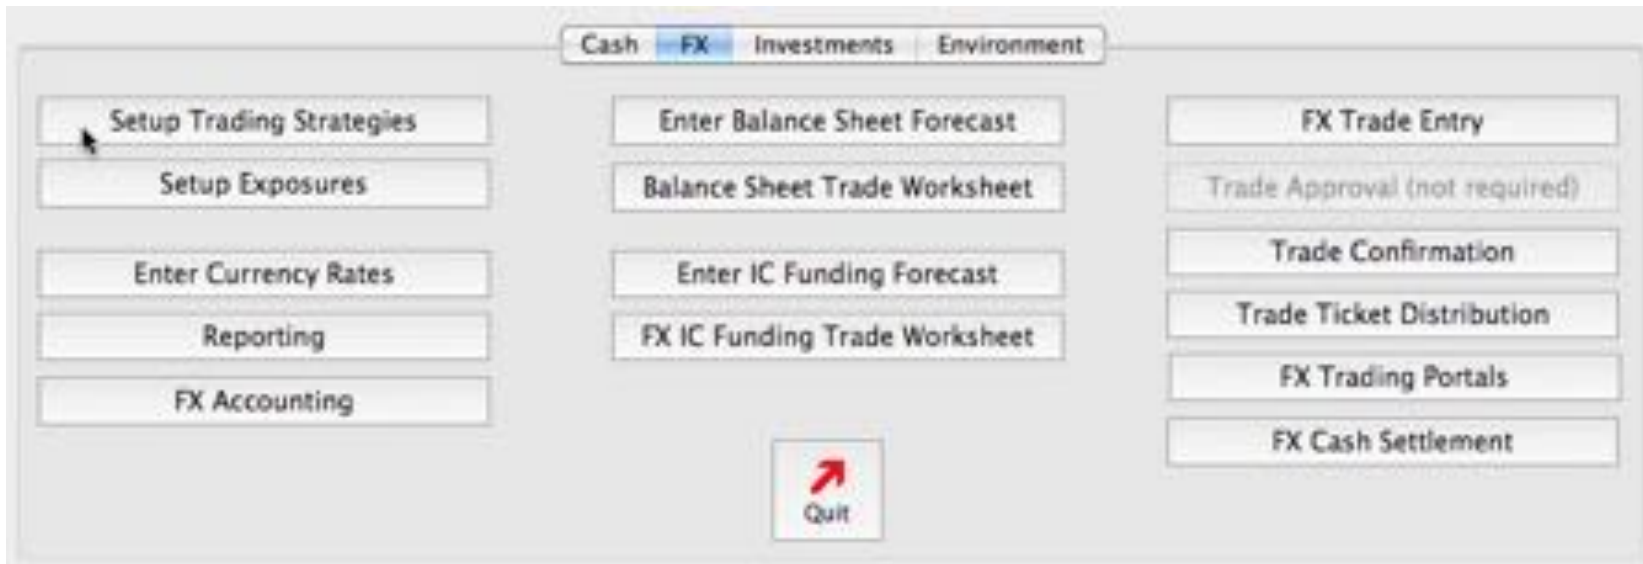 Cash FX Investments Environment
Setup Trading Strategies
Setup Exposures
Enter Currency Rates
Reporting
FX Accounting
Enter Balance Sheet Forecast
Balance Sheet Trade Worksheet
Enter IC Funding Forecast
FX IC Funding Trade Worksheet
Quit
FX Trade Entry
Trade Approval (not required)
Trade Confirmation
Trade Ticket Distribution
FX Trading Portals
FX Cash Settlement